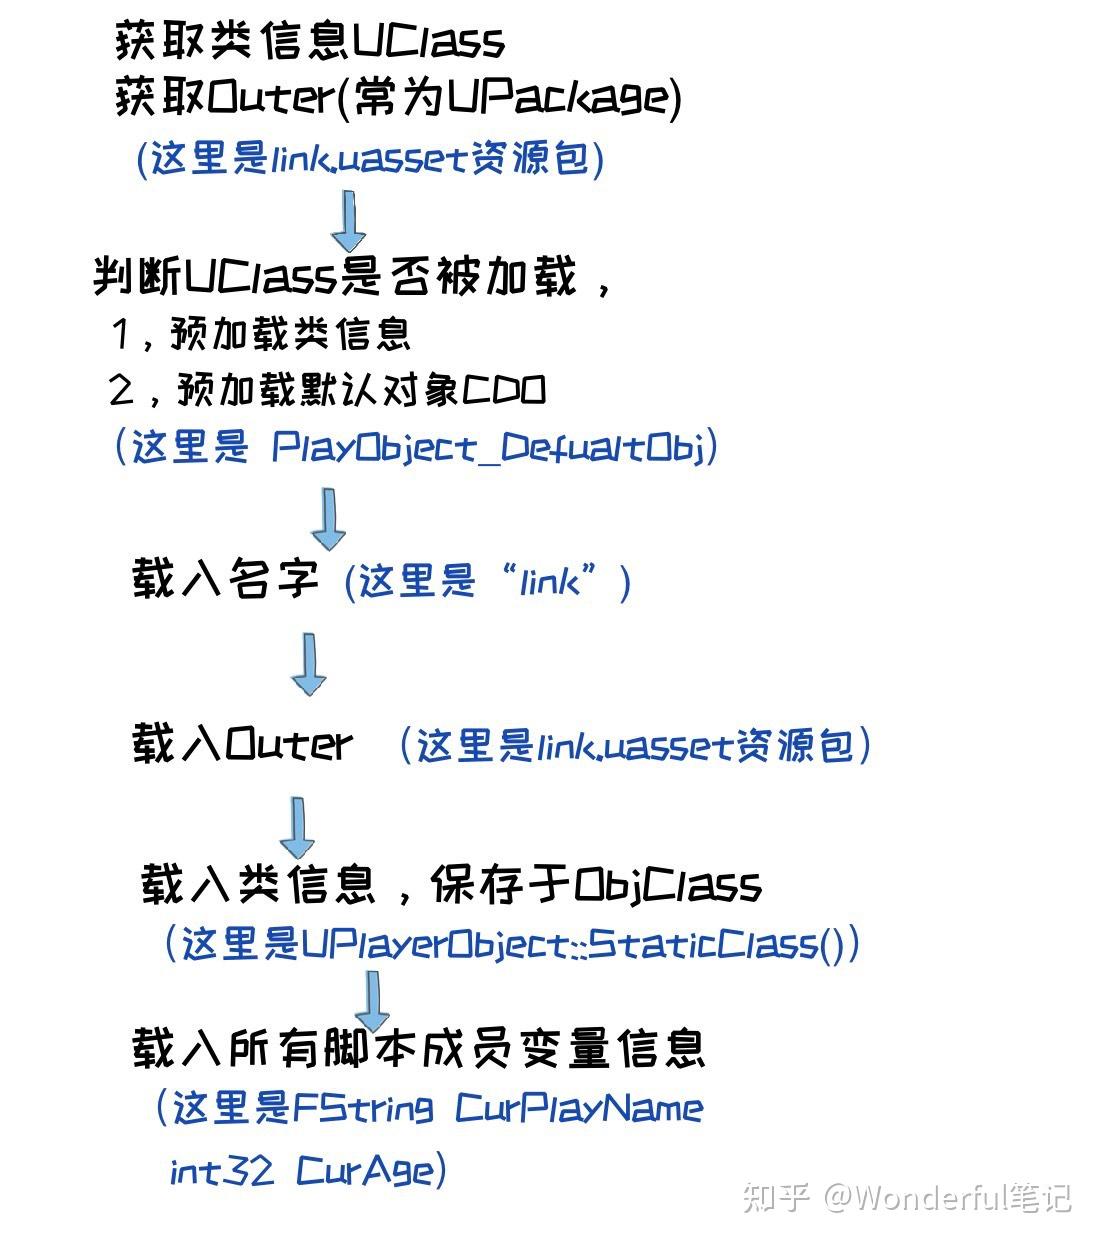 获取类信息UClass
获取Outer(常为UPackage)
(这里是link.uasset资源包)
判断UClass是否被加载，
1，预加载类信息
2，预加载默认对象CDO
（这里是 PlayObject_DefualtObj）
载入名字 (这里是“link”)
载入Outer （这里是link.uasset资源包）
载入类信息，保存于ObjClass
（这里是UPlayerObject::StaticClass()）
载入所有脚本成员变量信息
（这里是FString CurPlayName
int32 CurAge)
知乎 @Wonderful笔记